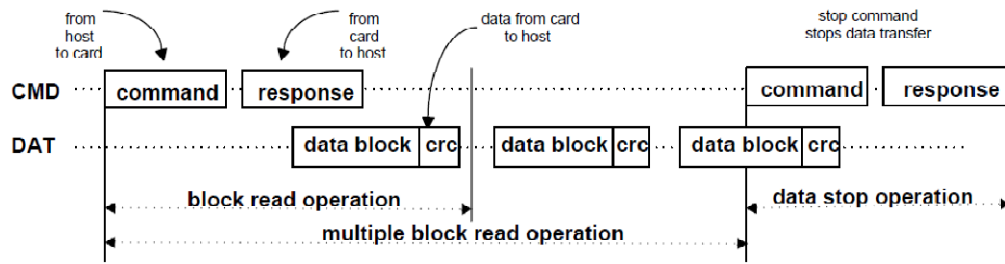 from
host
to card
from
card
to host
data from card
to host
stop command
stops data transfer
CMD
command
response
command
response
DAT
data block
crc
data block
crc
data block
crc
block read operation
data stop operation
multiple block read operation